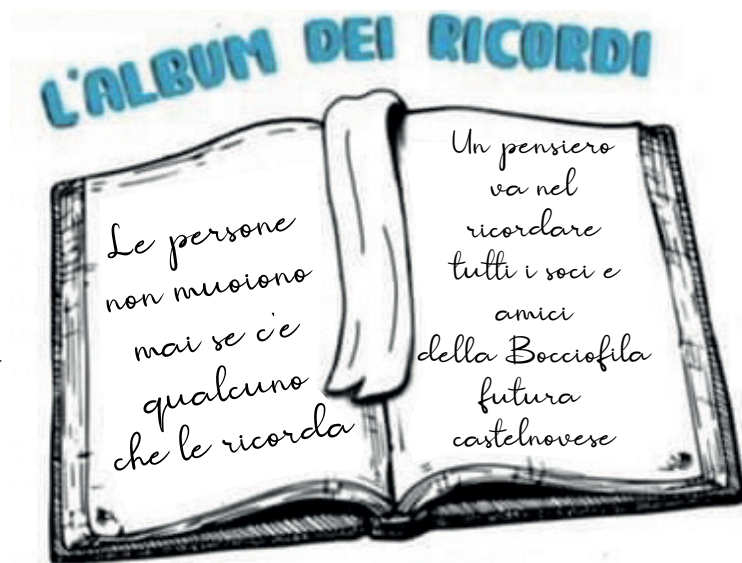 L'ALBUM DEI RICORDI
Le persone
non muoiono
mai se c'e
qualcuno
che le ricorda
Un pensiero
va nel
ricordare
tutti i soci e
amici
della Bocciofila
futura
castelnovese